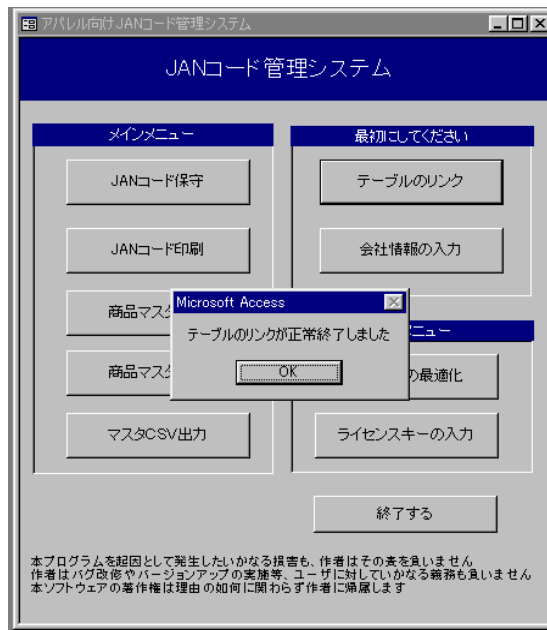 アパレル向けJANコード管理システム
JANコード管理システム
メインメニュー
JANコード保守
JANコード印刷
商品マスタ
商品マスタ
マスタCSV出力
最初にしてください
テーブルのリンク
会社情報の入力
Microsoft Access
テーブルのリンクが正常終了しました
OK
ニュー
の最適化
ライセンスキーの入力
終了する
本プログラムを起因として発生したいかなる損害も、作者はその責を負いません
作者はバグ改修やバージョンアップの実施等、ユーザに対していかなる義務も負いません
本ソフトウェアの著作権は理由の如何に関わらず作者に帰属します